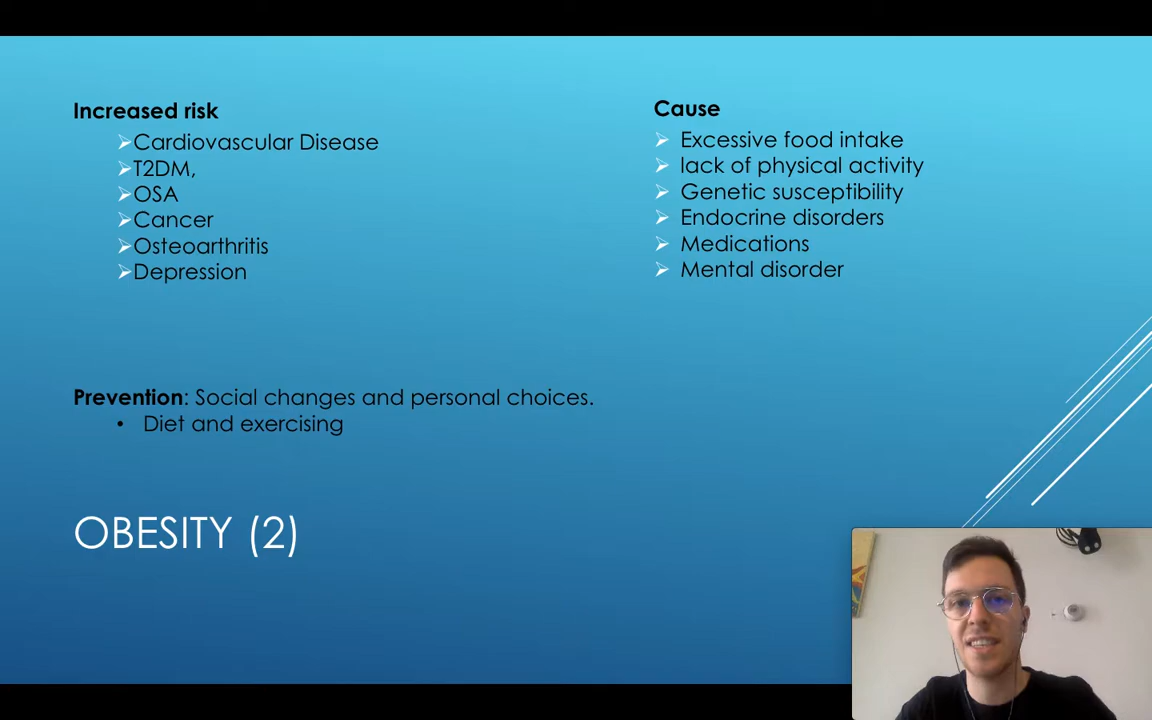 Increased risk
Cardiovascular Disease
T2DM,
OSA
Cancer
Osteoarthritis
Depression
Cause
Excessive food intake
lack of physical activity
Genetic susceptibility
Endocrine disorders
Medications
Mental disorder
Prevention: Social changes and personal choices.
• Diet and exercising
OBESITY (2)